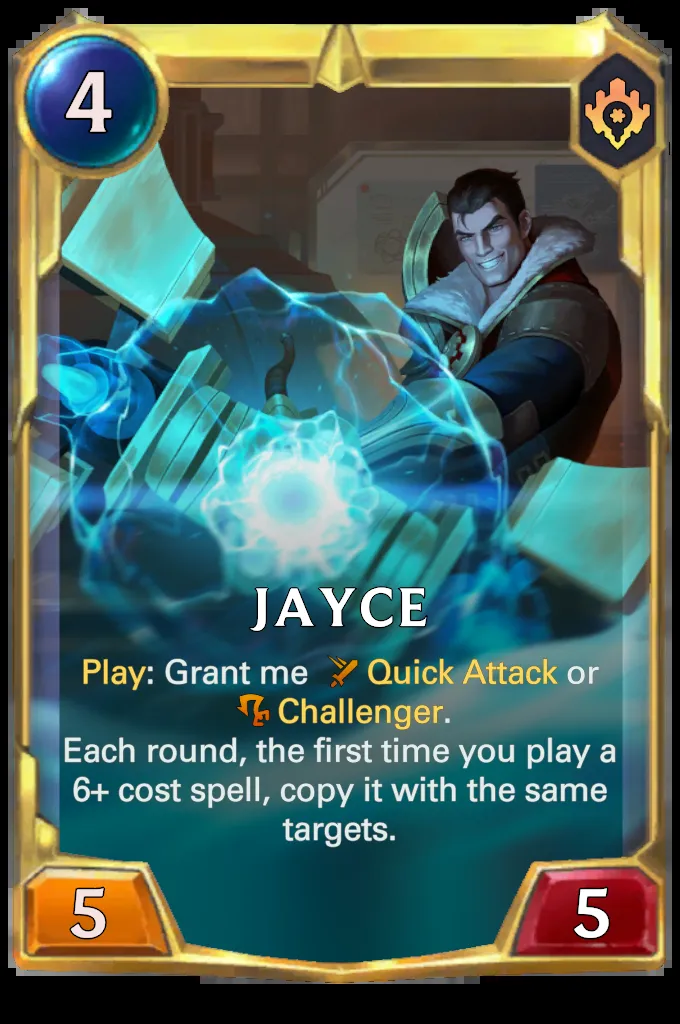 4
JAYCE
Play: Grant me Quick Attack or
Challenger.
Each round, the first time you play a
6+ cost spell, copy it with the same
targets.
5
5